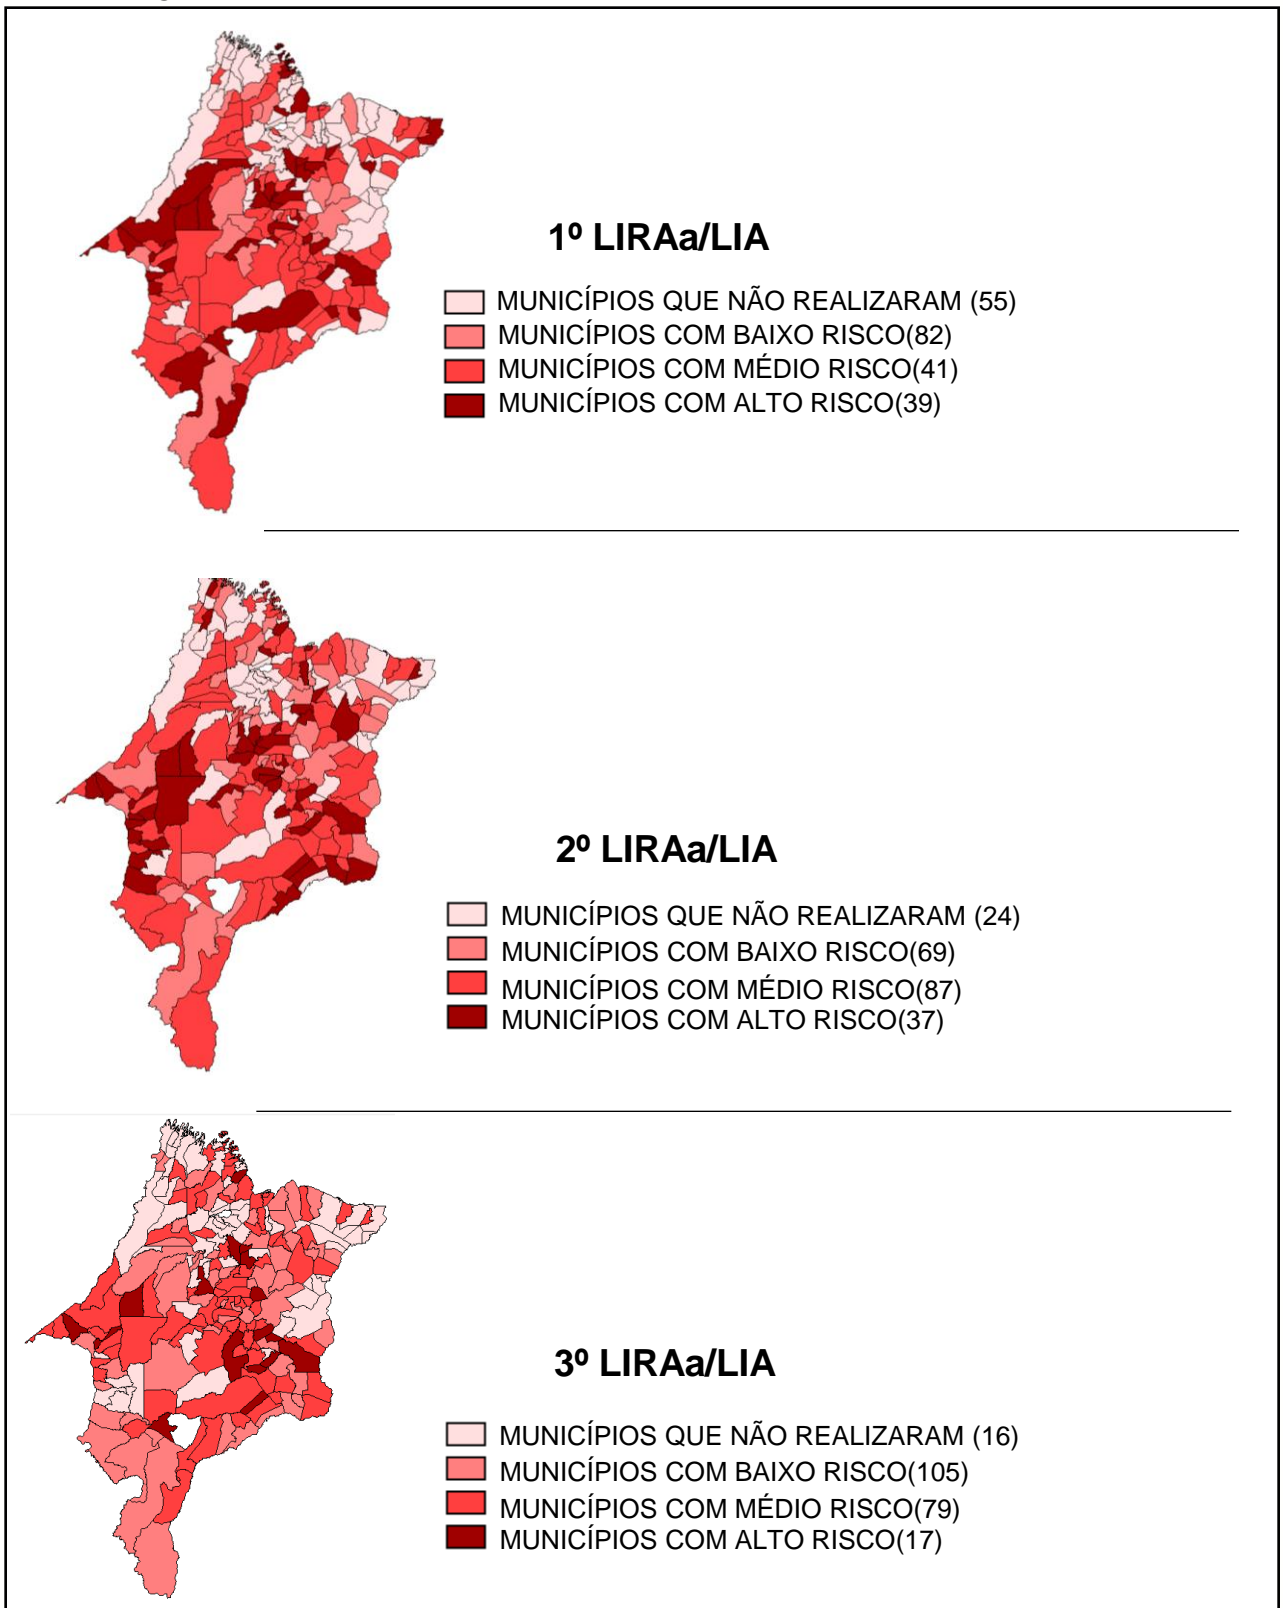 1º LIRAa/LIA
MUNICÍPIOS QUE NÃO REALIZARAM (55)
MUNICÍPIOS COM BAIXO RISCO(82)
MUNICÍPIOS COM MÉDIO RISCO(41)
MUNICÍPIOS COM ALTO RISCO(39)
2º LIRAa/LIA
MUNICÍPIOS QUE NÃO REALIZARAM (24)
MUNICÍPIOS COM BAIXO RISCO(69)
MUNICÍPIOS COM MÉDIO RISCO(87)
MUNICÍPIOS COM ALTO RISCO(37)
3º LIRAa/LIA
MUNICÍPIOS QUE NÃO REALIZARAM (16)
MUNICÍPIOS COM BAIXO RISCO(105)
MUNICÍPIOS COM MÉDIO RISCO(79)
MUNICÍPIOS COM ALTO RISCO(17)